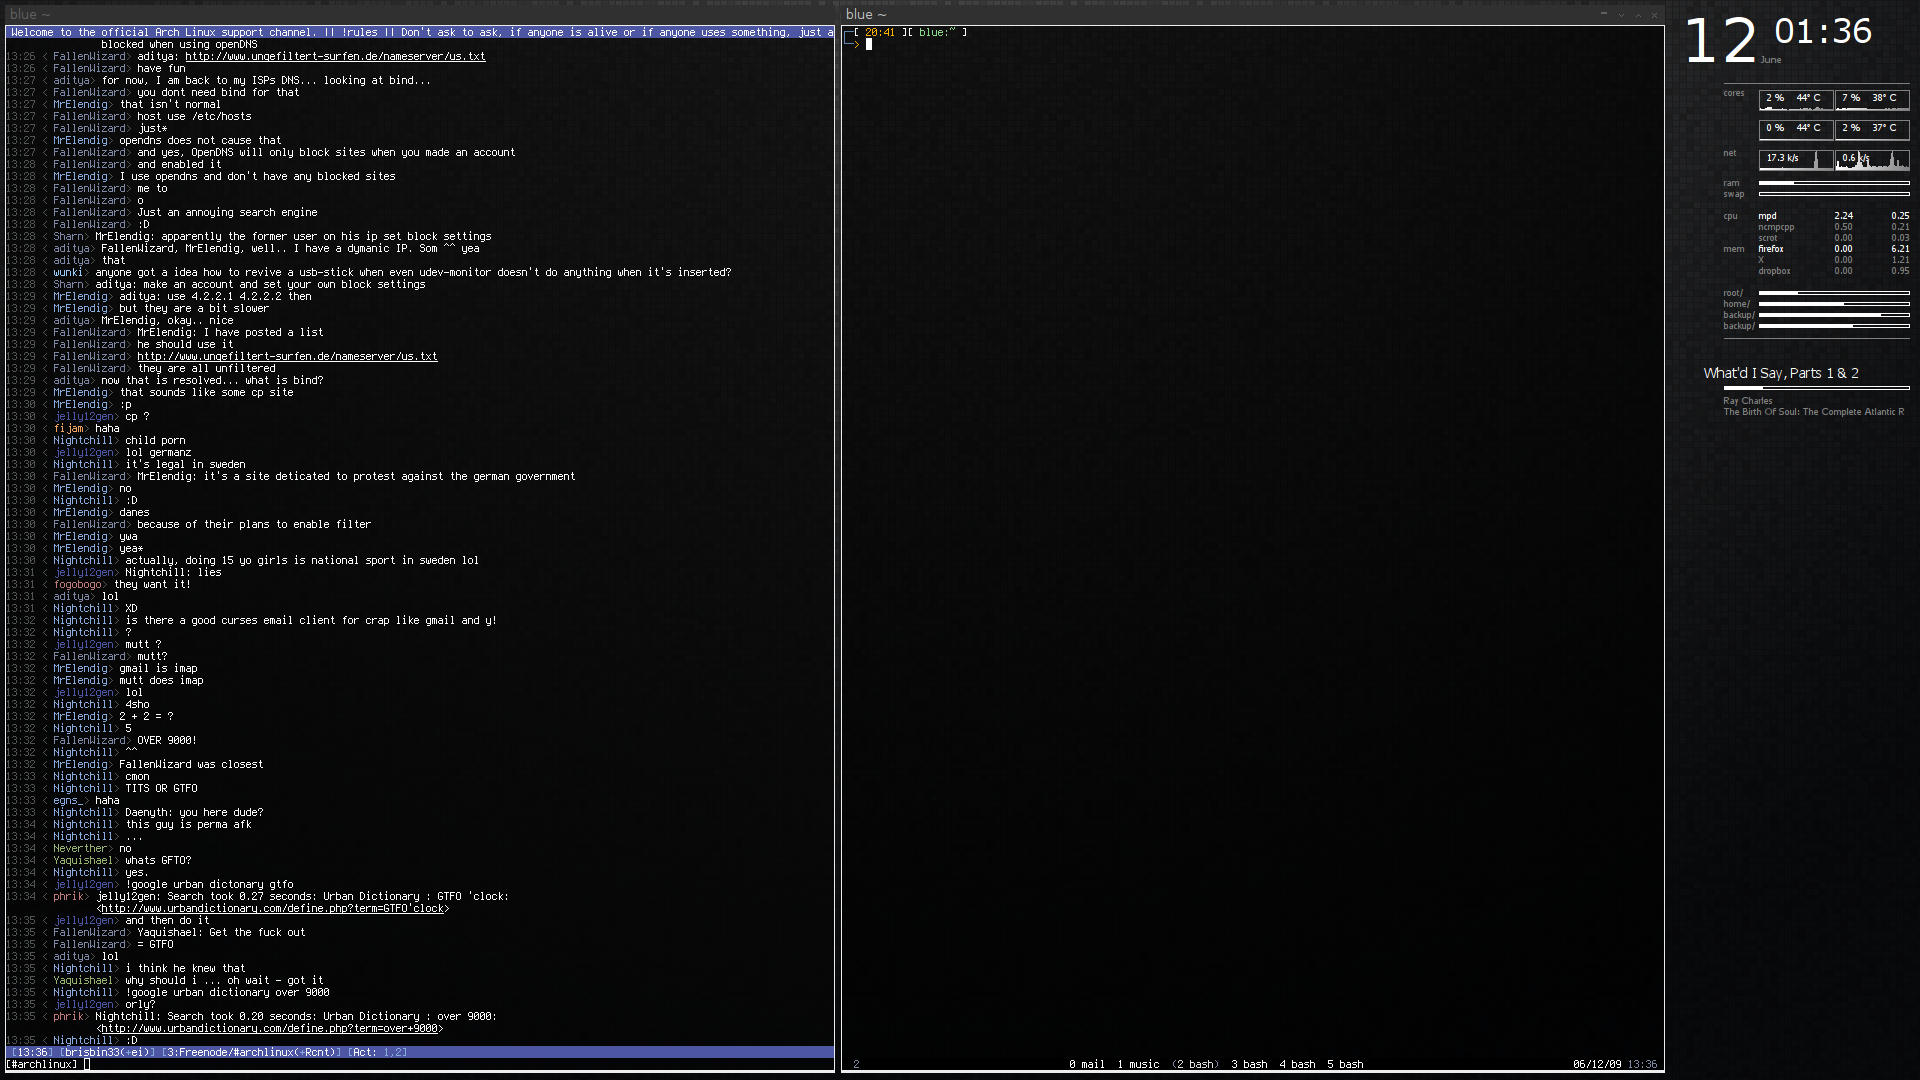 blue ~
Welcome to the official Arch Linux support channel. || !rules || Don't ask to ask, if anyone is alive or if anyone uses something, just a
blocked when using openDNS
13:26 < FallenWizard> aditya: http://www.ungefiltert-surfen.de/nameserver/us.txt
13:26 < FallenWizard> have fun
13:27 < aditya> for now, I am back to my ISPs DNS... looking at bind...
13:27 < FallenWizard> you dont need bind for that
13:27 < MrElendig> that isn't normal
13:27 < FallenWizard> host use /etc/hosts
13:27 < FallenWizard> just*
13:27 < MrElendig> opendns does not cause that
13:27 < FallenWizard> and yes, OpenDNS will only block sites when you made an account
13:28 < FallenWizard> and enabled it
13:28 < MrElendig> I use opendns and don't have any blocked sites
13:28 < FallenWizard> me to
13:28 < FallenWizard> o
13:28 < FallenWizard> Just an annoying search engine
13:28 < FallenWizard> :D
13:28 < Sharn> MrElendig: apparently the former user on his ip set block settings
13:28 < aditya> FallenWizard, MrElendig, well.. I have a dymanic IP. Som ^^ yea
13:28 < aditya> that
13:28 < wunki> anyone got a idea how to revive a usb-stick when even udev-monitor doesn't do anything when it's inserted?
13:28 < Sharn> aditya: make an account and set your own block settings
13:29 < MrElendig> aditya: use 4.2.2.1 4.2.2.2 then
13:29 < MrElendig> but they are a bit slower
13:29 < aditya> MrElendig, okay.. nice
13:29 < FallenWizard> MrElendig: I have posted a list
13:29 < FallenWizard> he should use it
13:29 < FallenWizard> http://www.ungefiltert-surfen.de/nameserver/us.txt
13:29 < FallenWizard> they are all unfiltered
13:29 < aditya> now that is resolved... what is bind?
13:29 < MrElendig> that sounds like some cp site
13:30 < MrElendig> :p
13:30 < jelly12gen> cp ?
13:30 < fijam> haha
13:30 < Nightchill> child porn
13:30 < jelly12gen> lol germanz
13:30 < Nightchill> it's legal in sweden
13:30 < FallenWizard> MrElendig: it's a site deticated to protest against the german government
13:30 < MrElendig> no
13:30 < Nightchill> :D
13:30 < MrElendig> danes
13:30 < FallenWizard> because of their plans to enable filter
13:30 < MrElendig> ywa
13:30 < MrElendig> yea*
13:30 < Nightchill> actually, doing 15 yo girls is national sport in sweden lol
13:31 < jelly12gen> Nightchill: lies
13:31 < fogobogo> they want it!
13:31 < aditya> lol
13:31 < Nightchill> XD
13:32 < Nightchill> is there a good curses email client for crap like gmail and y!
13:32 < Nightchill> ?
13:32 < jelly12gen> mutt ?
13:32 < FallenWizard> mutt?
13:32 < MrElendig> gmail is imap
13:32 < MrElendig> mutt does imap
13:32 < jelly12gen> lol
13:32 < Nightchill> 4sho
13:32 < MrElendig> 2 + 2 = ?
13:32 < Nightchill> 5
13:32 < FallenWizard> OVER 9000!
13:32 < Nightchill> ^^
13:32 < MrElendig> FallenWizard was closest
13:33 < Nightchill> cmon
13:33 < Nightchill> TITS OR GTFO
13:33 < egns_> haha
13:33 < Nightchill> Daenyth: you here dude?
13:34 < Nightchill> this guy is perma afk
13:34 < Nightchill> ...
13:34 < Neverther> no
13:34 < Yaquishael> whats GFTO?
13:34 < Nightchill> yes.
13:34 < jelly12gen> !google urban dictonary gtfo
13:34 < phrik> jelly12gen: Search took 0.27 seconds: Urban Dictionary : GTFO 'clock:
<http://www.urbandictionary.com/define.php?term=GTFO'clock>
13:35 < jelly12gen> and then do it
13:35 < FallenWizard> Yaquishael: Get the fuck out
13:35 < FallenWizard> = GTFO
13:35 < aditya> lol
13:35 < Nightchill> i think he knew that
13:35 < Yaquishael> why should i ... oh wait - got it
13:35 < Nightchill> !google urban dictionary over 9000
13:35 < jelly12gen> orly?
13:35 < phrik> Nightchill: Search took 0.20 seconds: Urban Dictionary : over 9000:
<http://www.urbandictionary.com/define.php?term=over+9000>
13:35 < Nightchill> :D
[13:36] [brisbin33(+ei)] [3:Freenode/#archlinux(+Rcnt)] [Act: 1,2]
[#archlinux]
blue ~
[ 20:41 ][ blue:~ ]
>
2 0 mail 1 music (2 bash) 3 bash 4 bash 5 bash 06/12/09 13:36
12 June 01:36
cores 2 % 44° C 7 % 38° C
0 % 44° C 2 % 37° C
net 17.3 k/s 0.6 k/s
ram
swap
cpu mpd 2.24 0.25
ncmpcpp 0.50 0.21
scrot 0.00 0.03
mem firefox 0.00 6.21
X 0.00 1.21
dropbox 0.00 0.95
root/
home/
backup/
backup/
What'd I Say, Parts 1 & 2
Ray Charles
The Birth Of Soul: The Complete Atlantic R